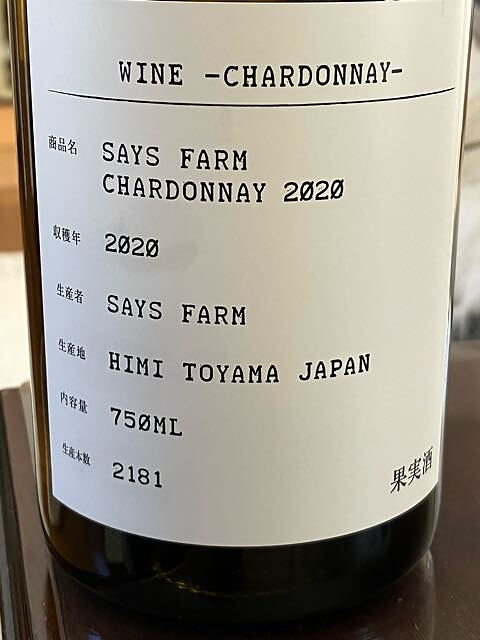 WINE -CHARDONNAY-
商品名 SAYS FARM
CHARDONNAY 2020
収穫年 2020
生産者 SAYS FARM
生産地 HIMI TOYAMA JAPAN
内容量 750ML
生産本数 2181
果実酒